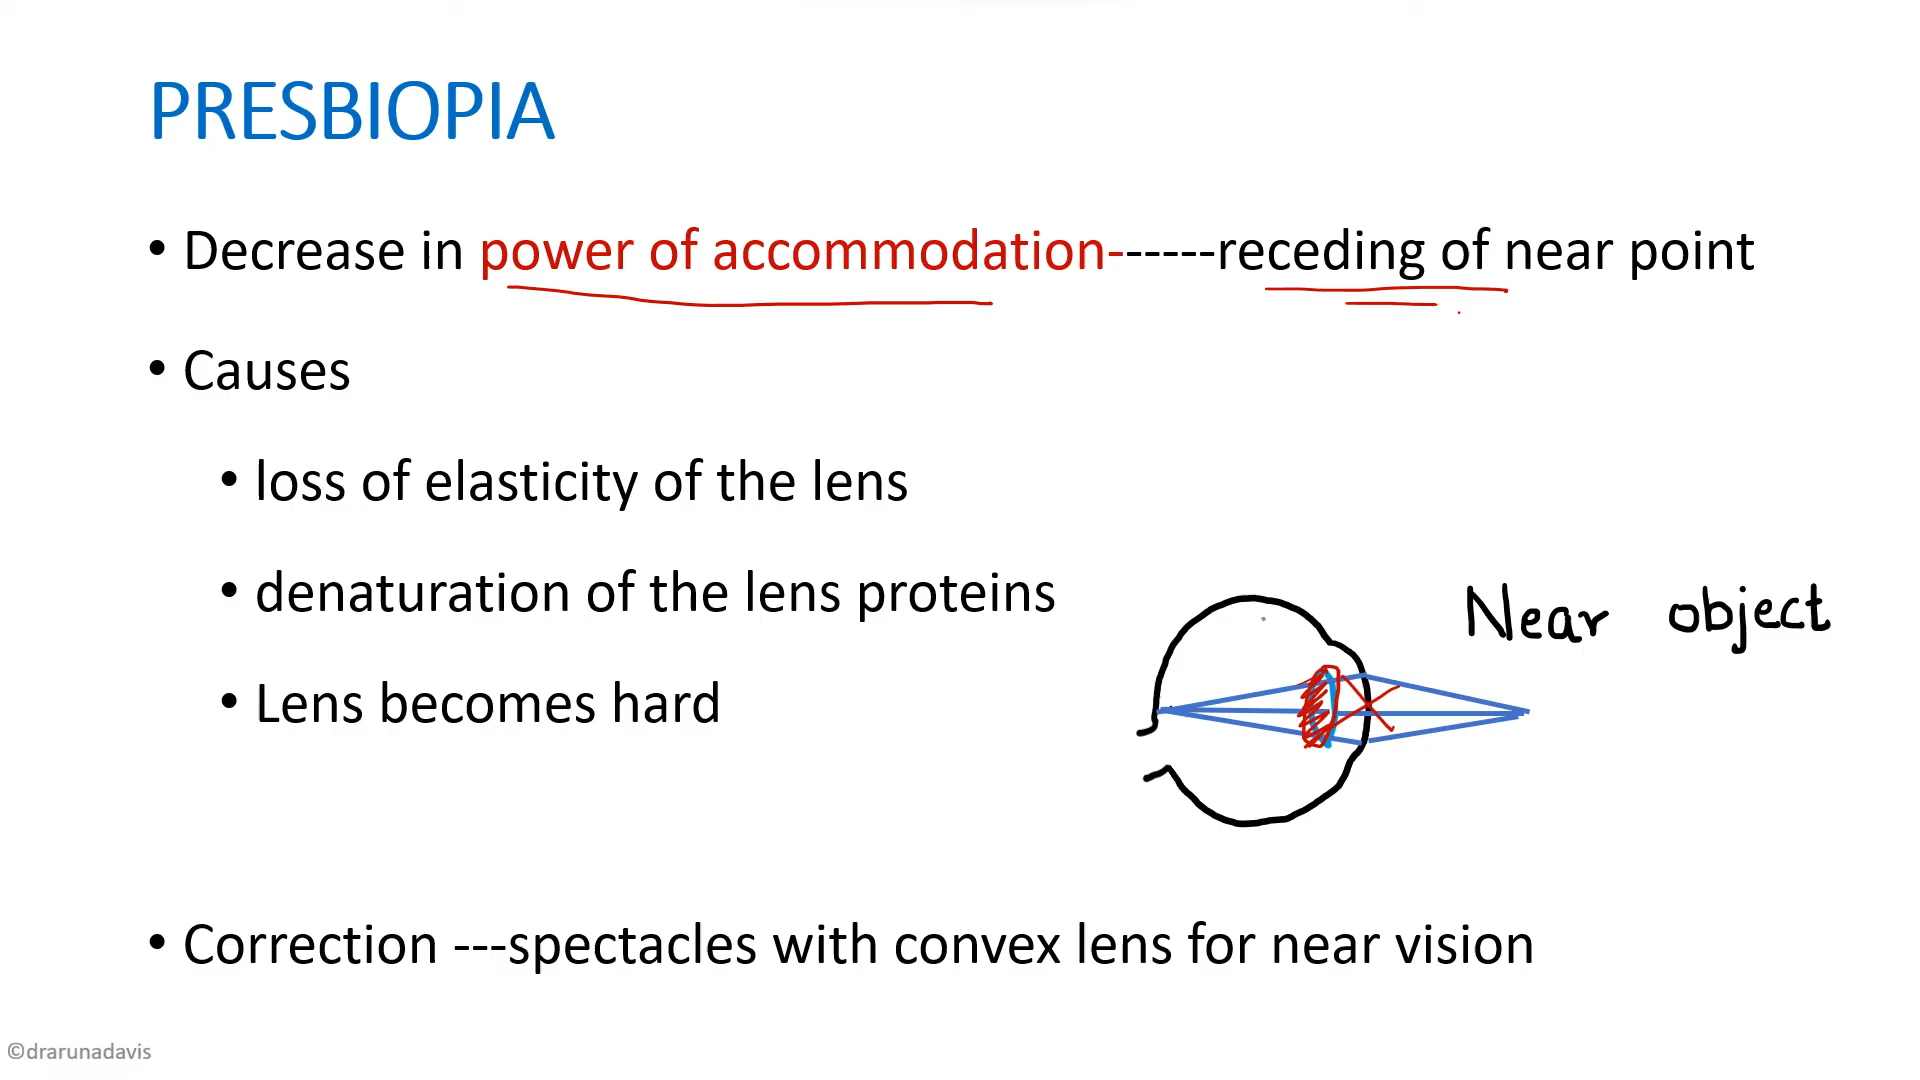 PRESBIOPIA
• Decrease in power of accommodation------receding of near point
• Causes
• loss of elasticity of the lens
• denaturation of the lens proteins
• Lens becomes hard
Near object
• Correction ---spectacles with convex lens for near vision
©drarunadavis